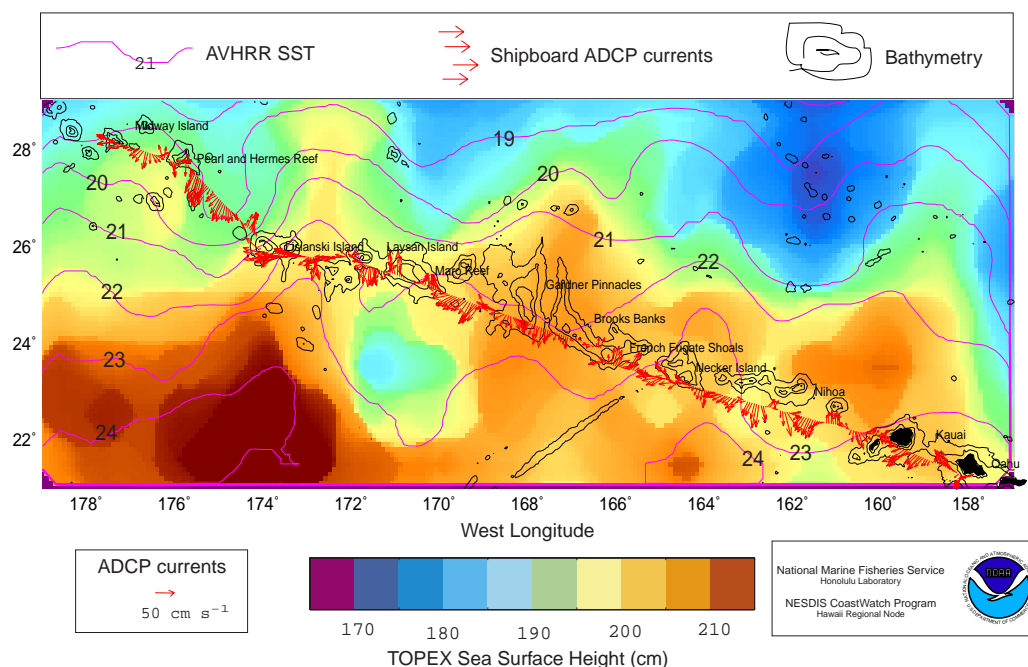 21
AVHRR SST
Shipboard ADCP currents
Bathymetry
Midway Island
Pearl and Hermes Reef
Lisianski Island
Laysan Island
Maro Reef
Gardner Pinnacles
Brooks Banks
French Frigate Shoals
Necker Island
Nihoa
Kauai
Oahu
19
20
20
21
21
22
22
23
24
24
23
28°
26°
24°
22°
178 176 174 172 170 168 166 164 162 160 158
West Longitude
ADCP currents
50 cm s⁻¹
170 180 190 200 210
TOPEX Sea Surface Height (cm)
National Marine Fisheries Service
Honolulu Laboratory
NESDIS CoastWatch Program
Hawaii Regional Node
NOAA